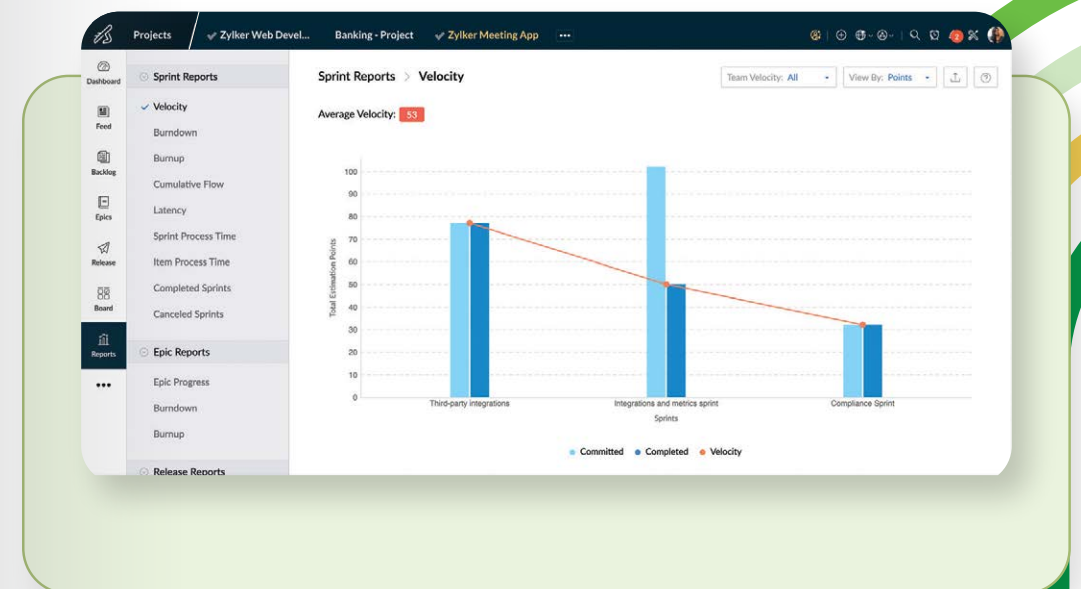 Projects
Zylker Web Devel...
Banking - Project
Zylker Meeting App
2
Dashboard
Feed
Backlog
Epics
Release
Board
Reports
Sprint Reports
Velocity
Burndown
Burnup
Cumulative Flow
Latency
Sprint Process Time
Item Process Time
Completed Sprints
Canceled Sprints
Epic Reports
Epic Progress
Burndown
Burnup
Release Reports
Sprint Reports > Velocity
Team Velocity: All
View By: Points
Average Velocity: 53
Total Estimation Points
100
90
80
70
60
50
40
30
20
10
0
Third-party integrations
Integrations and metrics sprint
Compliance Sprint
Sprints
Committed
Completed
Velocity